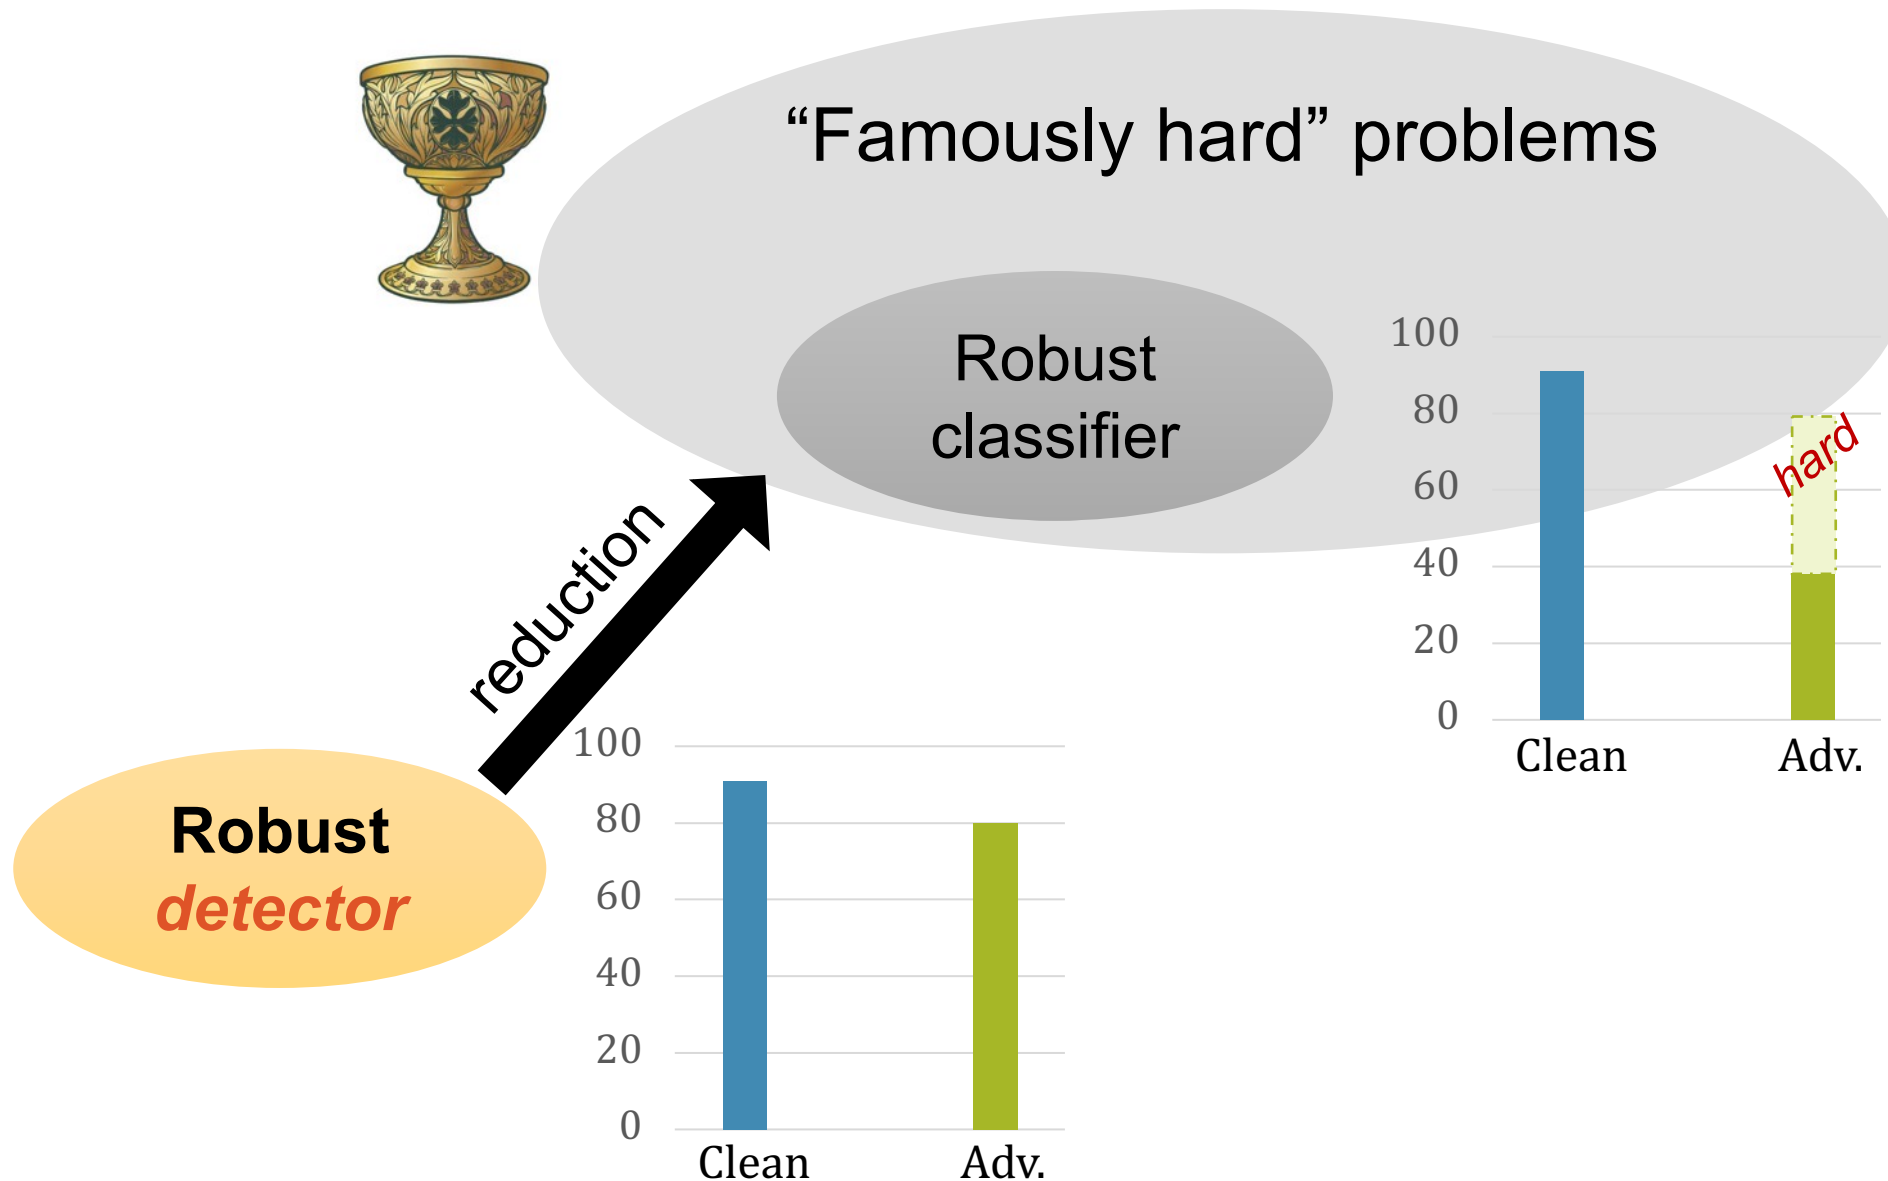 “Famously hard” problems
Robust
classifier
100
80
60
40
20
0
hard
Clean
Adv.
reduction
Robust
detector
100
80
60
40
20
0
Clean
Adv.